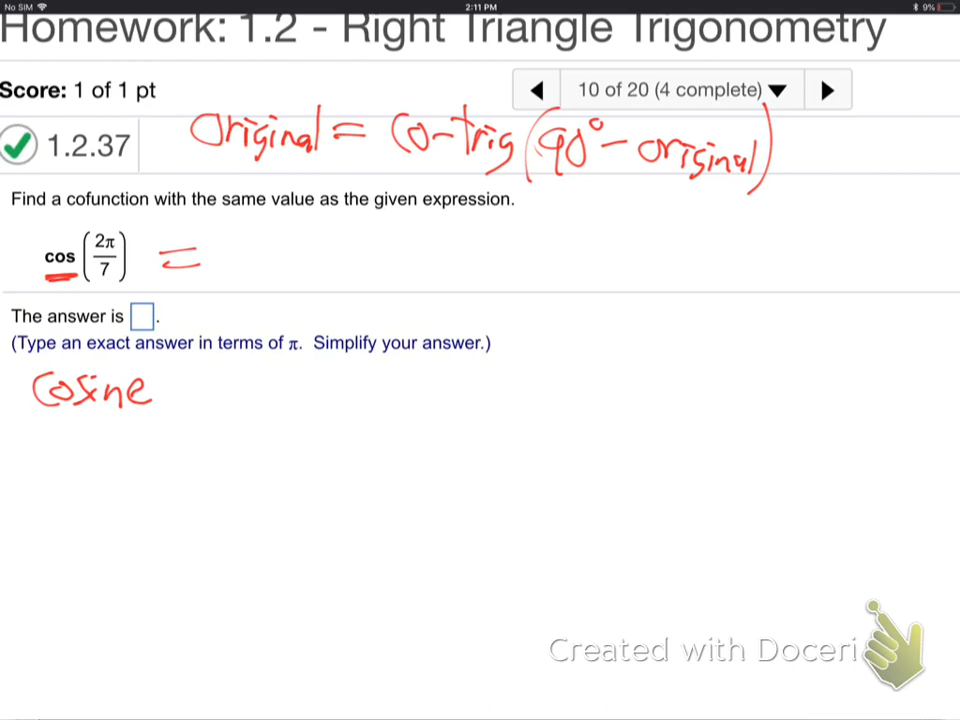 No SIM 2:11 PM 9%
Homework: 1.2 - Right Triangle Trigonometry
Score: 1 of 1 pt 10 of 20 (4 complete)
original = co-trig (90° - original)
1.2.37
Find a cofunction with the same value as the given expression.
cos (2π/7) =
The answer is .
(Type an exact answer in terms of π. Simplify your answer.)
cosine
Created with Doceri